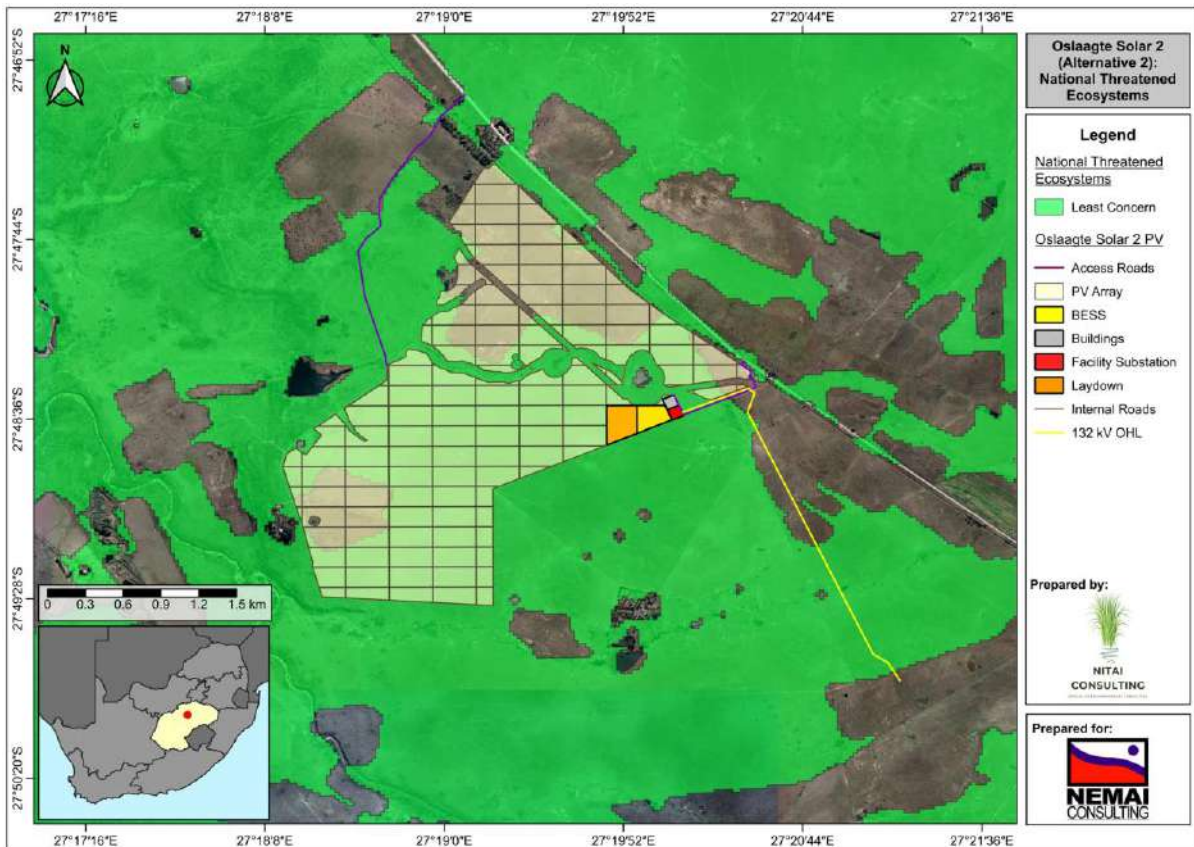 27°17'16"E 27°18'8"E 27°19'0"E 27°19'52"E 27°20'44"E 27°21'36"E
27°46'52"S
27°47'44"S
27°48'36"S
27°49'28"S
27°50'20"S
N
0 0.3 0.6 0.9 1.2 1.5 km
27°17'16"E 27°18'8"E 27°19'0"E 27°19'52"E 27°20'44"E 27°21'36"E
Oslaagte Solar 2
(Alternative 2):
National Threatened
Ecosystems
Legend
National Threatened
Ecosystems
Least Concern
Oslaagte Solar 2 PV
Access Roads
PV Array
BESS
Buildings
Facility Substation
Laydown
Internal Roads
132 kV OHL
Prepared by:
NITAI
CONSULTING
Prepared for:
NEMAI
CONSULTING